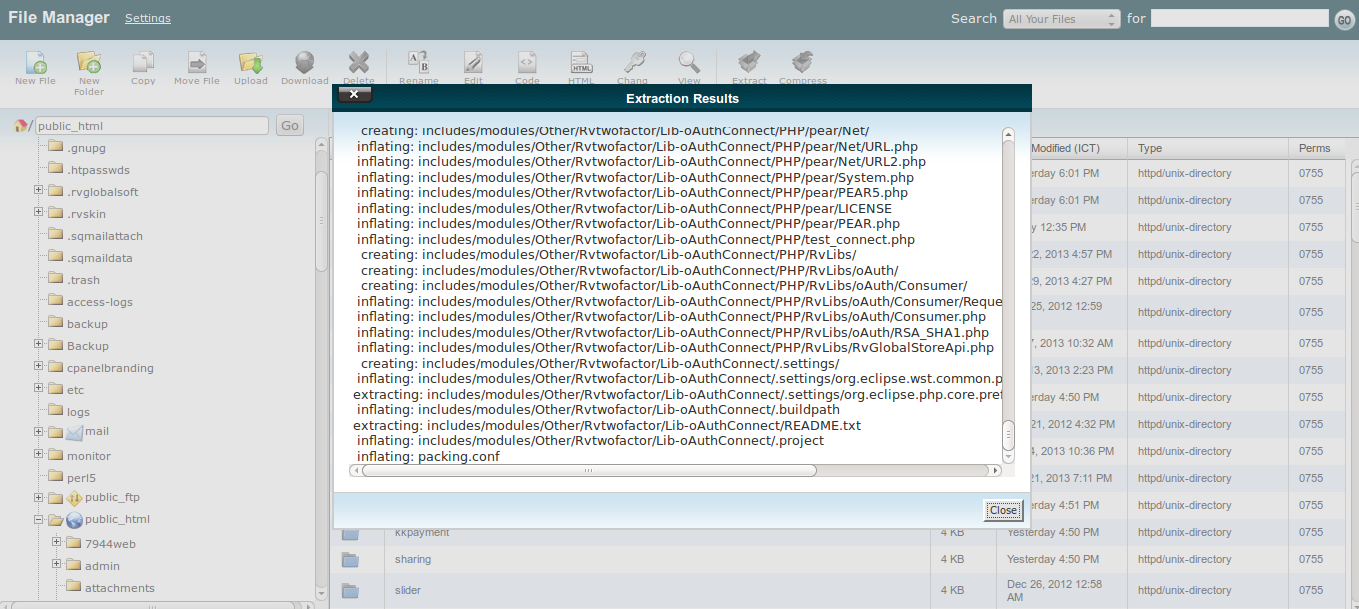 File Manager Settings Search All Your Files for GO
New File New Folder Copy Move File Upload Download Delete Rename Edit Code HTML Chang View Extract Compress
/ public_html Go
.gnupg
.htpasswds
.rvglobalsoft
.rvskin
.sqmailattach
.sqmaildata
.trash
access-logs
backup
Backup
cpanelbranding
etc
logs
mail
monitor
perl5
public_ftp
public_html
7944web
admin
attachments
Extraction Results
creating: includes/modules/Other/Rvtwofactor/Lib-oAuthConnect/PHP/pear/Net/
inflating: includes/modules/Other/Rvtwofactor/Lib-oAuthConnect/PHP/pear/Net/URL.php
inflating: includes/modules/Other/Rvtwofactor/Lib-oAuthConnect/PHP/pear/Net/URL2.php
inflating: includes/modules/Other/Rvtwofactor/Lib-oAuthConnect/PHP/pear/System.php
inflating: includes/modules/Other/Rvtwofactor/Lib-oAuthConnect/PHP/pear/PEAR5.php
inflating: includes/modules/Other/Rvtwofactor/Lib-oAuthConnect/PHP/pear/LICENSE
inflating: includes/modules/Other/Rvtwofactor/Lib-oAuthConnect/PHP/pear/PEAR.php
inflating: includes/modules/Other/Rvtwofactor/Lib-oAuthConnect/PHP/test_connect.php
creating: includes/modules/Other/Rvtwofactor/Lib-oAuthConnect/PHP/RvLibs/
creating: includes/modules/Other/Rvtwofactor/Lib-oAuthConnect/PHP/RvLibs/oAuth/
creating: includes/modules/Other/Rvtwofactor/Lib-oAuthConnect/PHP/RvLibs/oAuth/Consumer/
inflating: includes/modules/Other/Rvtwofactor/Lib-oAuthConnect/PHP/RvLibs/oAuth/Consumer/Reque
inflating: includes/modules/Other/Rvtwofactor/Lib-oAuthConnect/PHP/RvLibs/oAuth/Consumer.php
inflating: includes/modules/Other/Rvtwofactor/Lib-oAuthConnect/PHP/RvLibs/oAuth/RSA_SHA1.php
inflating: includes/modules/Other/Rvtwofactor/Lib-oAuthConnect/PHP/RvLibs/RvGlobalStoreApi.php
creating: includes/modules/Other/Rvtwofactor/Lib-oAuthConnect/.settings/
inflating: includes/modules/Other/Rvtwofactor/Lib-oAuthConnect/.settings/org.eclipse.wst.common.p
extracting: includes/modules/Other/Rvtwofactor/Lib-oAuthConnect/.settings/org.eclipse.php.core.pref
inflating: includes/modules/Other/Rvtwofactor/Lib-oAuthConnect/.buildpath
extracting: includes/modules/Other/Rvtwofactor/Lib-oAuthConnect/README.txt
inflating: includes/modules/Other/Rvtwofactor/Lib-oAuthConnect/.project
inflating: packing.conf
Close
Modified (ICT) Type Perms
erday 6:01 PM httpd/unix-directory 0755
erday 6:01 PM httpd/unix-directory 0755
y 12:35 PM httpd/unix-directory 0755
22, 2013 4:57 PM httpd/unix-directory 0755
29, 2013 4:27 PM httpd/unix-directory 0755
25, 2012 12:59 httpd/unix-directory 0755
7, 2013 10:32 AM httpd/unix-directory 0755
13, 2013 2:23 PM httpd/unix-directory 0755
erday 4:50 PM httpd/unix-directory 0755
21, 2012 4:32 PM httpd/unix-directory 0755
4, 2013 10:36 PM httpd/unix-directory 0755
21, 2013 7:11 PM httpd/unix-directory 0755
erday 4:51 PM httpd/unix-directory 0755
kkpayment 4 KB Yesterday 4:50 PM httpd/unix-directory 0755
sharing 4 KB Yesterday 4:50 PM httpd/unix-directory 0755
slider 4 KB Dec 26, 2012 12:58 AM httpd/unix-directory 0755